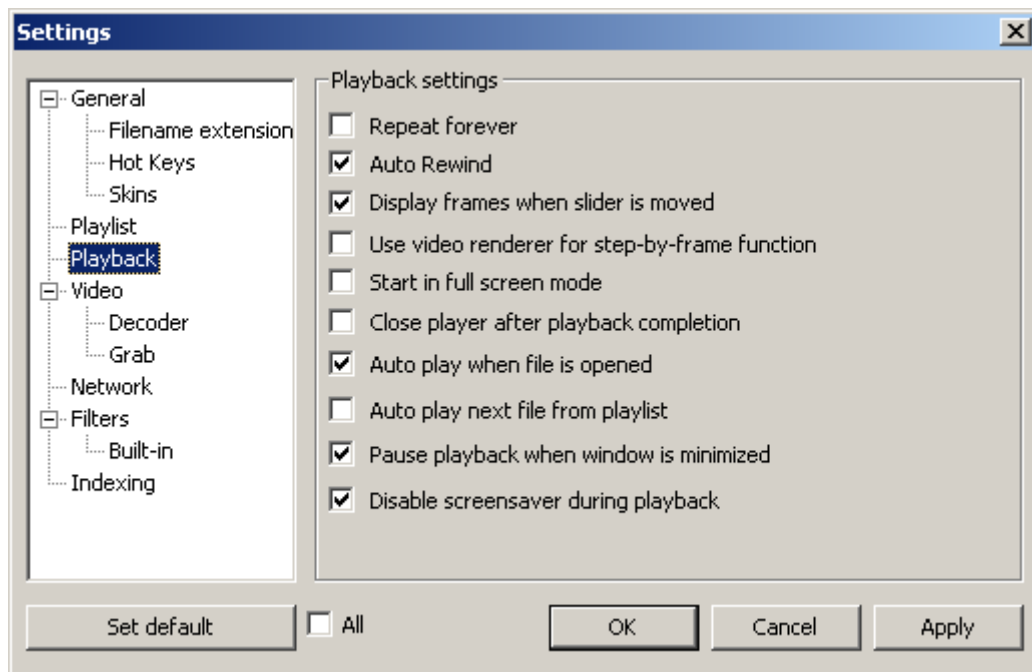 Settings
General
Filename extension
Hot Keys
Skins
Playlist
Playback
Video
Decoder
Grab
Network
Filters
Built-in
Indexing
Playback settings
Repeat forever
Auto Rewind
Display frames when slider is moved
Use video renderer for step-by-frame function
Start in full screen mode
Close player after playback completion
Auto play when file is opened
Auto play next file from playlist
Pause playback when window is minimized
Disable screensaver during playback
Set default
All
OK
Cancel
Apply